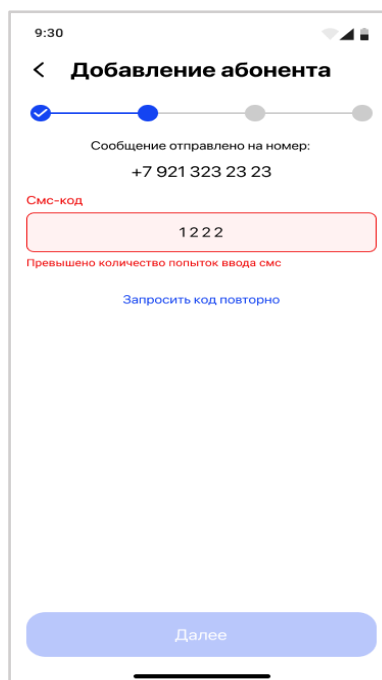 9:30
Добавление абонента
Сообщение отправлено на номер:
+7 921 323 23 23
Смс-код
1222
Превышено количество попыток ввода смс
Запросить код повторно
Далее